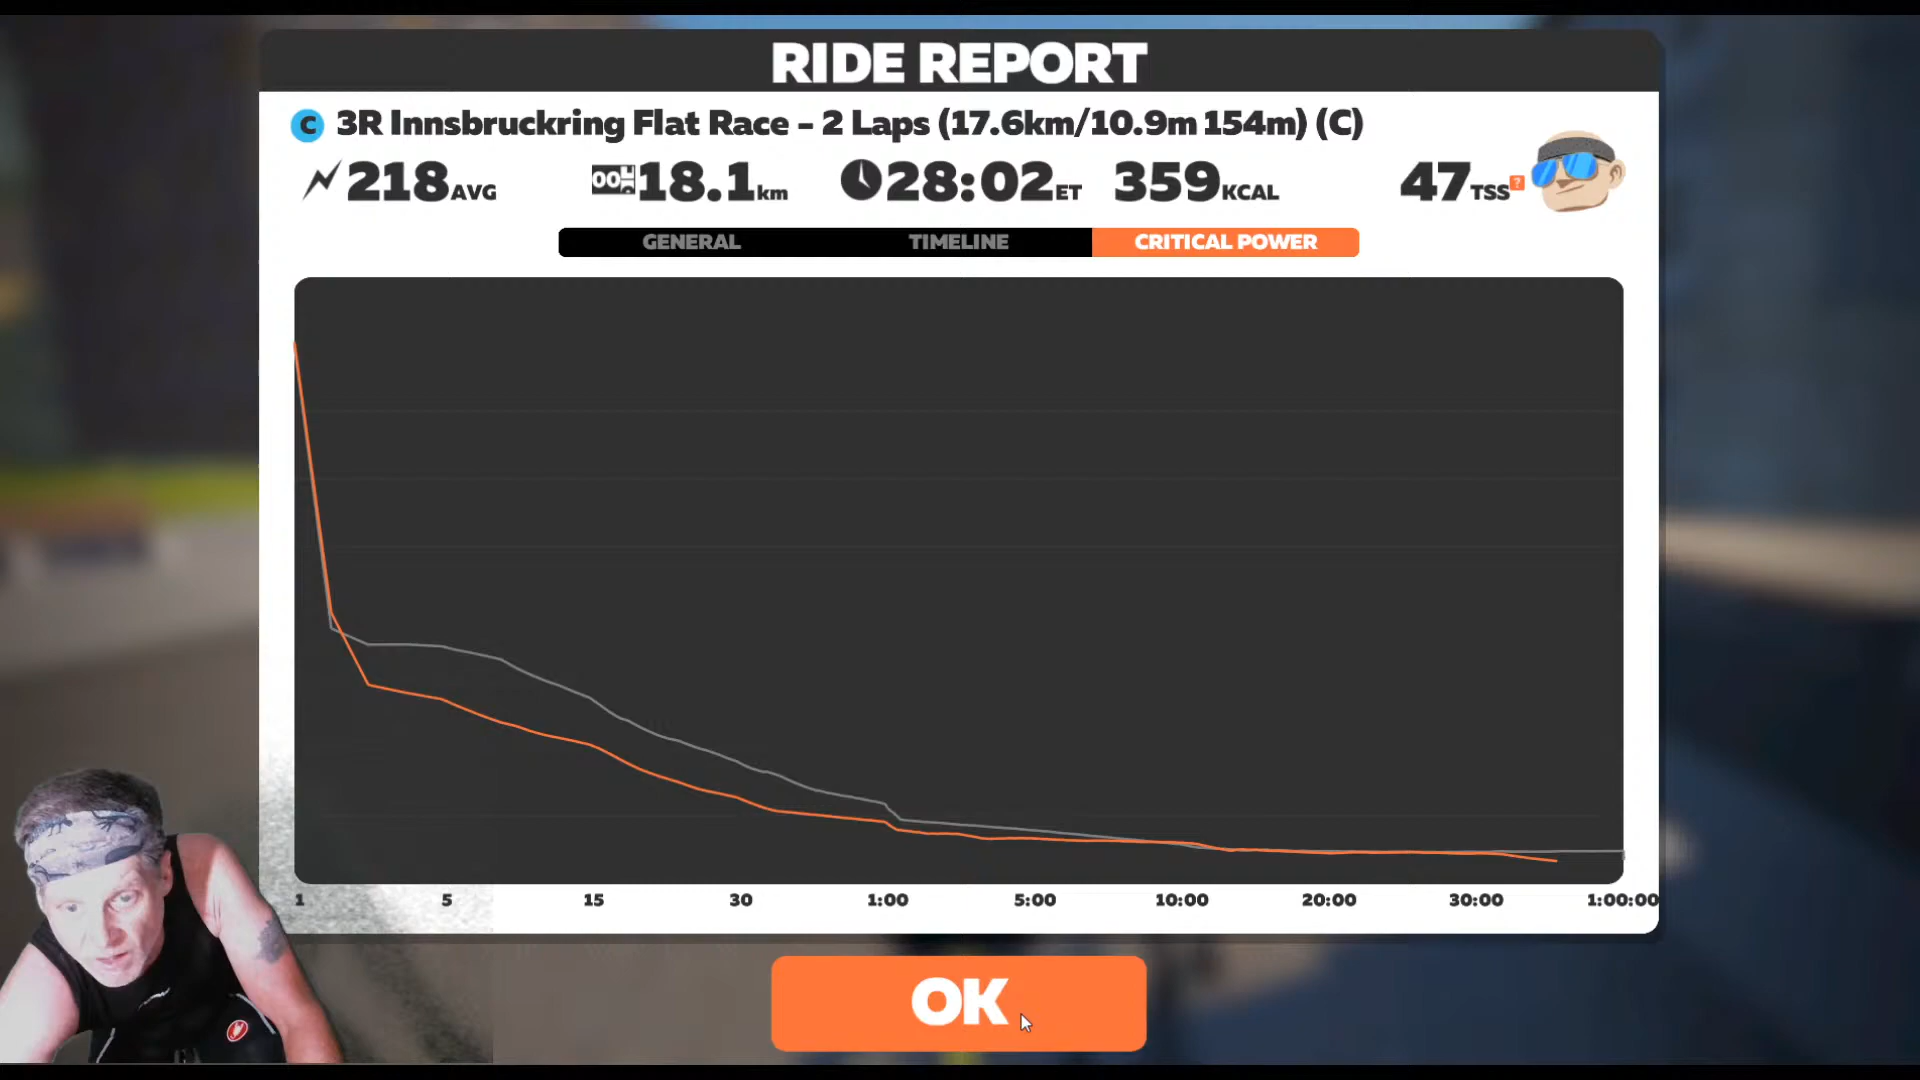 RIDE REPORT
C 3R Innsbruckring Flat Race - 2 Laps (17.6km/10.9m 154m) (C)
218AVG 18.1km 28:02ET 359KCAL 47TSS?
GENERAL TIMELINE CRITICAL POWER
1 5 15 30 1:00 5:00 10:00 20:00 30:00 1:00:00
OK